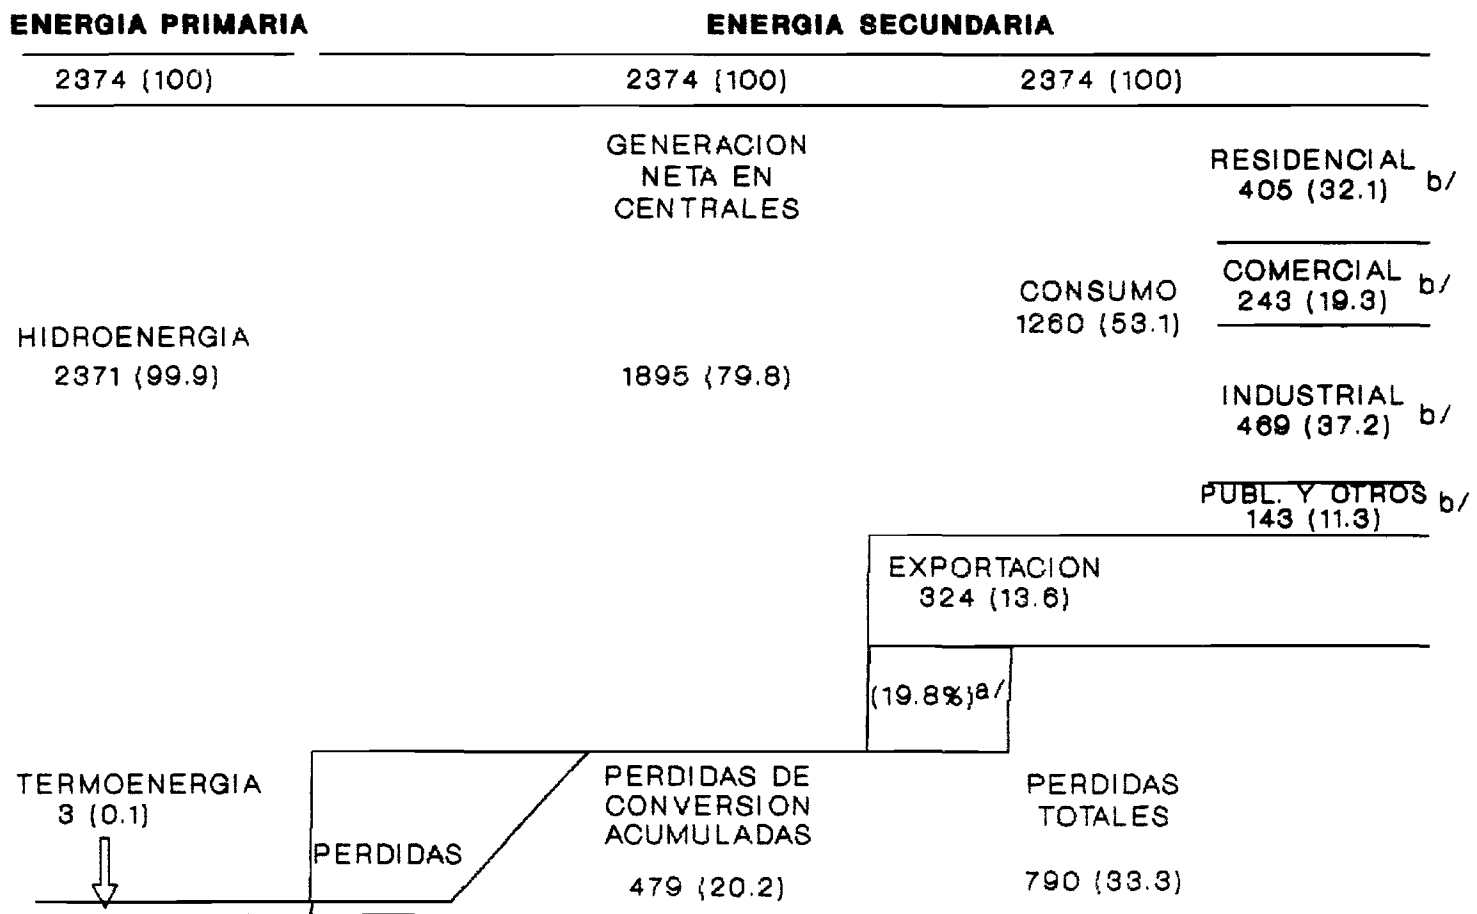 ENERGIA PRIMARIA
ENERGIA SECUNDARIA
2374 (100)
2374 (100)
2374 (100)
GENERACION
NETA EN
CENTRALES
RESIDENCIAL b/
405 (32.1)
COMERCIAL b/
243 (19.3)
CONSUMO
1260 (53.1)
HIDROENERGIA
2371 (99.9)
1895 (79.8)
INDUSTRIAL b/
469 (37.2)
PUBL. Y OTROS b/
143 (11.3)
EXPORTACION
324 (13.6)
(19.8%)a/
TERMOENERGIA
3 (0.1)
PERDIDAS
PERDIDAS DE
CONVERSION
ACUMULADAS
479 (20.2)
PERDIDAS
TOTALES
790 (33.3)